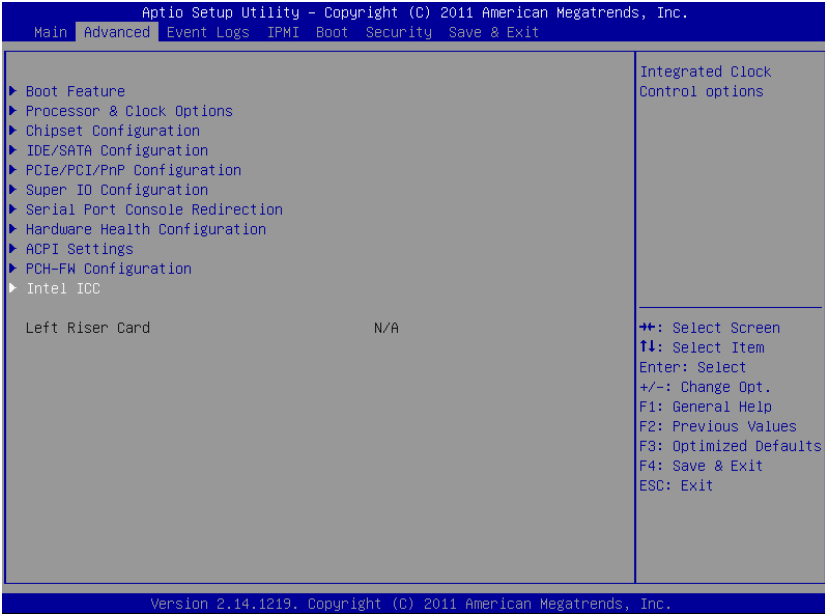 Aptio Setup Utility – Copyright (C) 2011 American Megatrends, Inc.
Main Advanced Event Logs IPMI Boot Security Save & Exit
Boot Feature
Processor & Clock Options
Chipset Configuration
IDE/SATA Configuration
PCIe/PCI/PnP Configuration
Super IO Configuration
Serial Port Console Redirection
Hardware Health Configuration
ACPI Settings
PCH-FW Configuration
Intel ICC
Left Riser Card N/A
Integrated Clock
Control options
→←: Select Screen
↑↓: Select Item
Enter: Select
+/-: Change Opt.
F1: General Help
F2: Previous Values
F3: Optimized Defaults
F4: Save & Exit
ESC: Exit
Version 2.14.1219. Copyright (C) 2011 American Megatrends, Inc.